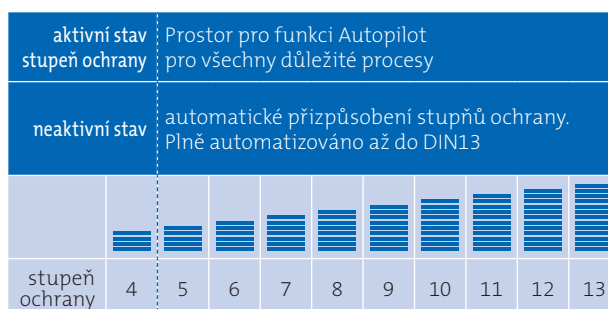 aktivní stav
stupeň ochrany
Prostor pro funkci Autopilot
pro všechny důležité procesy
neaktivní stav
automatické přizpůsobení stupňů ochrany.
Plně automatizováno až do DIN13
stupeň
ochrany
4 5 6 7 8 9 10 11 12 13